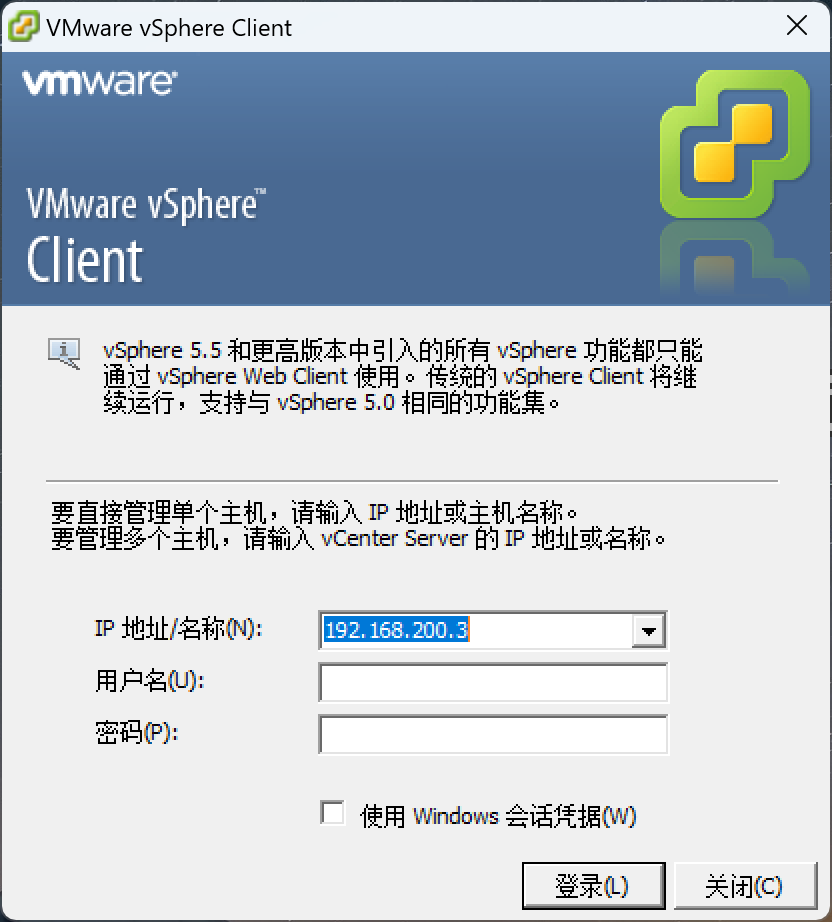 VMware vSphere Client
vmware
VMware vSphere™
Client
vSphere 5.5 和更高版本中引入的所有 vSphere 功能都只能
通过 vSphere Web Client 使用。传统的 vSphere Client 将继
续运行，支持与 vSphere 5.0 相同的功能集。
要直接管理单个主机，请输入 IP 地址或主机名称。
要管理多个主机，请输入 vCenter Server 的 IP 地址或名称。
IP 地址/名称(N): 192.168.200.3
用户名(U):
密码(P):
使用 Windows 会话凭据(W)
登录(L) 关闭(C)